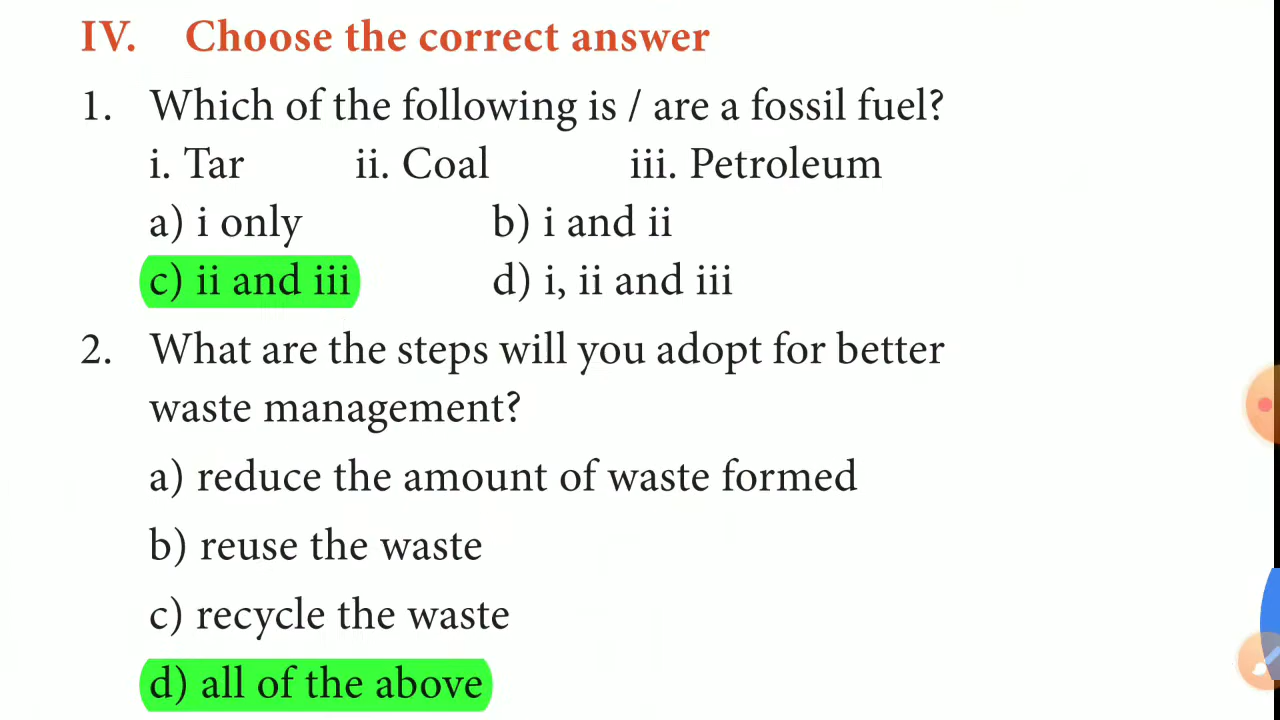 IV. Choose the correct answer
1. Which of the following is / are a fossil fuel?
i. Tar ii. Coal iii. Petroleum
a) i only b) i and ii
c) ii and iii d) i, ii and iii
2. What are the steps will you adopt for better
waste management?
a) reduce the amount of waste formed
b) reuse the waste
c) recycle the waste
d) all of the above